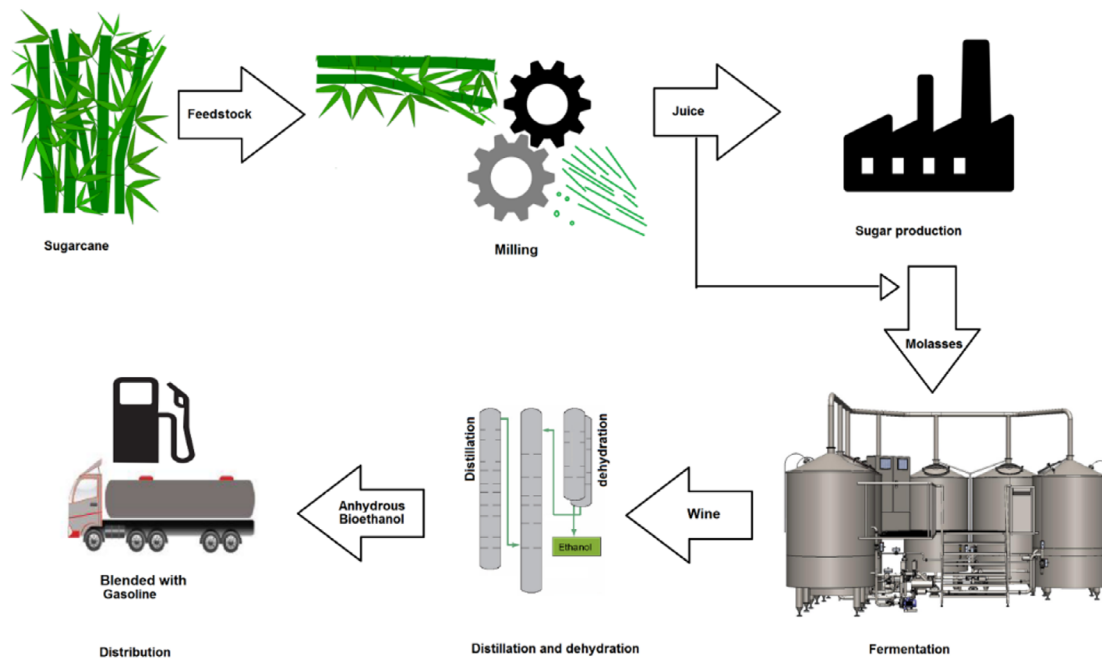 Feedstock
Juice
Sugarcane
Milling
Sugar production
Molasses
Distillation
dehydration
Ethanol
Anhydrous
Bioethanol
Wine
Blended with
Gasoline
Distribution
Distillation and dehydration
Fermentation